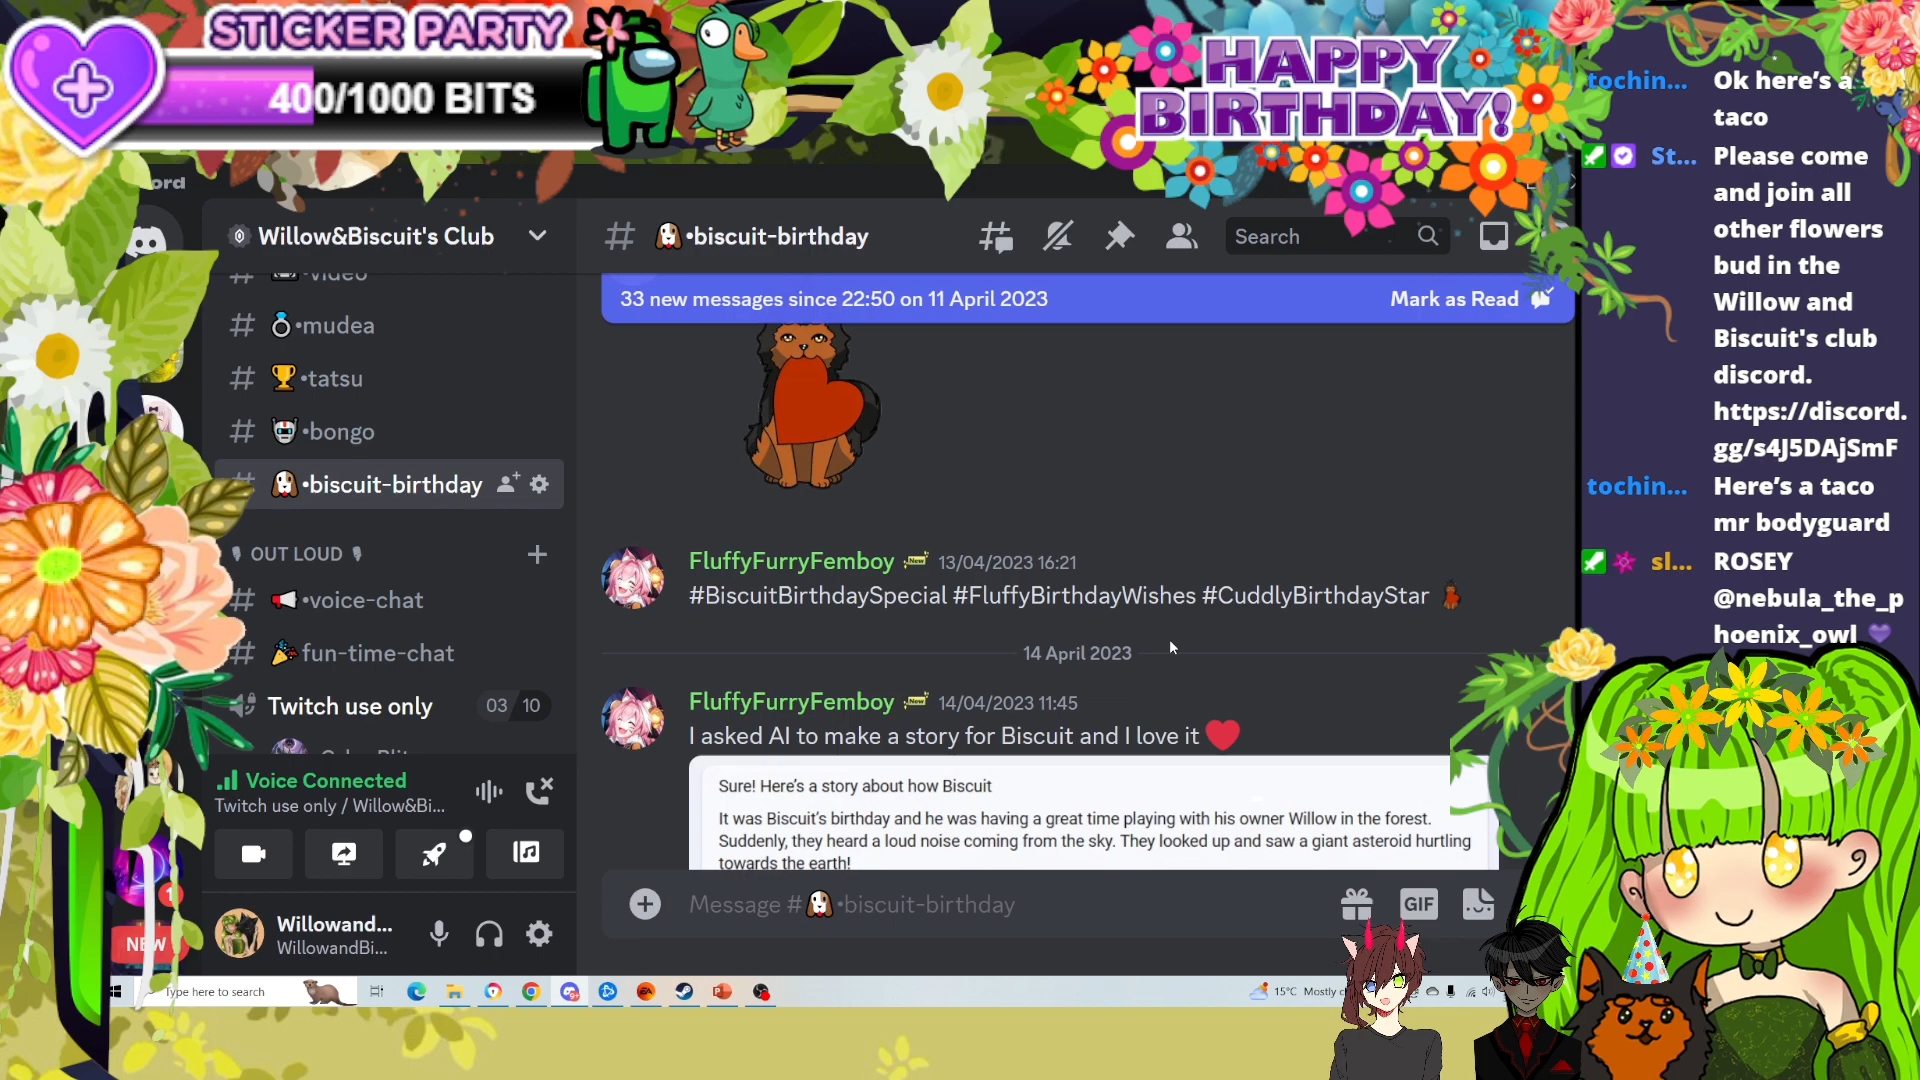 STICKER PARTY
400/1000 BITS
HAPPY
BIRTHDAY!
ord
Willow&Biscuit's Club
•video
•mudea
•tatsu
•bongo
•biscuit-birthday
OUT LOUD
•voice-chat
fun-time-chat
Twitch use only
03 / 10
Voice Connected
Twitch use only / Willow&Bi...
Willowand...
WillowandBi...
NEW
1
•biscuit-birthday
Search
33 new messages since 22:50 on 11 April 2023
Mark as Read
FluffyFurryFemboy New 13/04/2023 16:21
#BiscuitBirthdaySpecial #FluffyBirthdayWishes #CuddlyBirthdayStar
14 April 2023
FluffyFurryFemboy New 14/04/2023 11:45
I asked AI to make a story for Biscuit and I love it
Sure! Here's a story about how Biscuit
It was Biscuit's birthday and he was having a great time playing with his owner Willow in the forest.
Suddenly, they heard a loud noise coming from the sky. They looked up and saw a giant asteroid hurtling
towards the earth!
Message # •biscuit-birthday
GIF
Type here to search
15°C Mostly
tochin... Ok here's a
taco
St... Please come
and join all
other flowers
bud in the
Willow and
Biscuit's club
discord.
https://discord.
gg/s4J5DAjSmF
tochin... Here's a taco
mr bodyguard
sl... ROSEY
@nebula_the_p
hoenix_owl